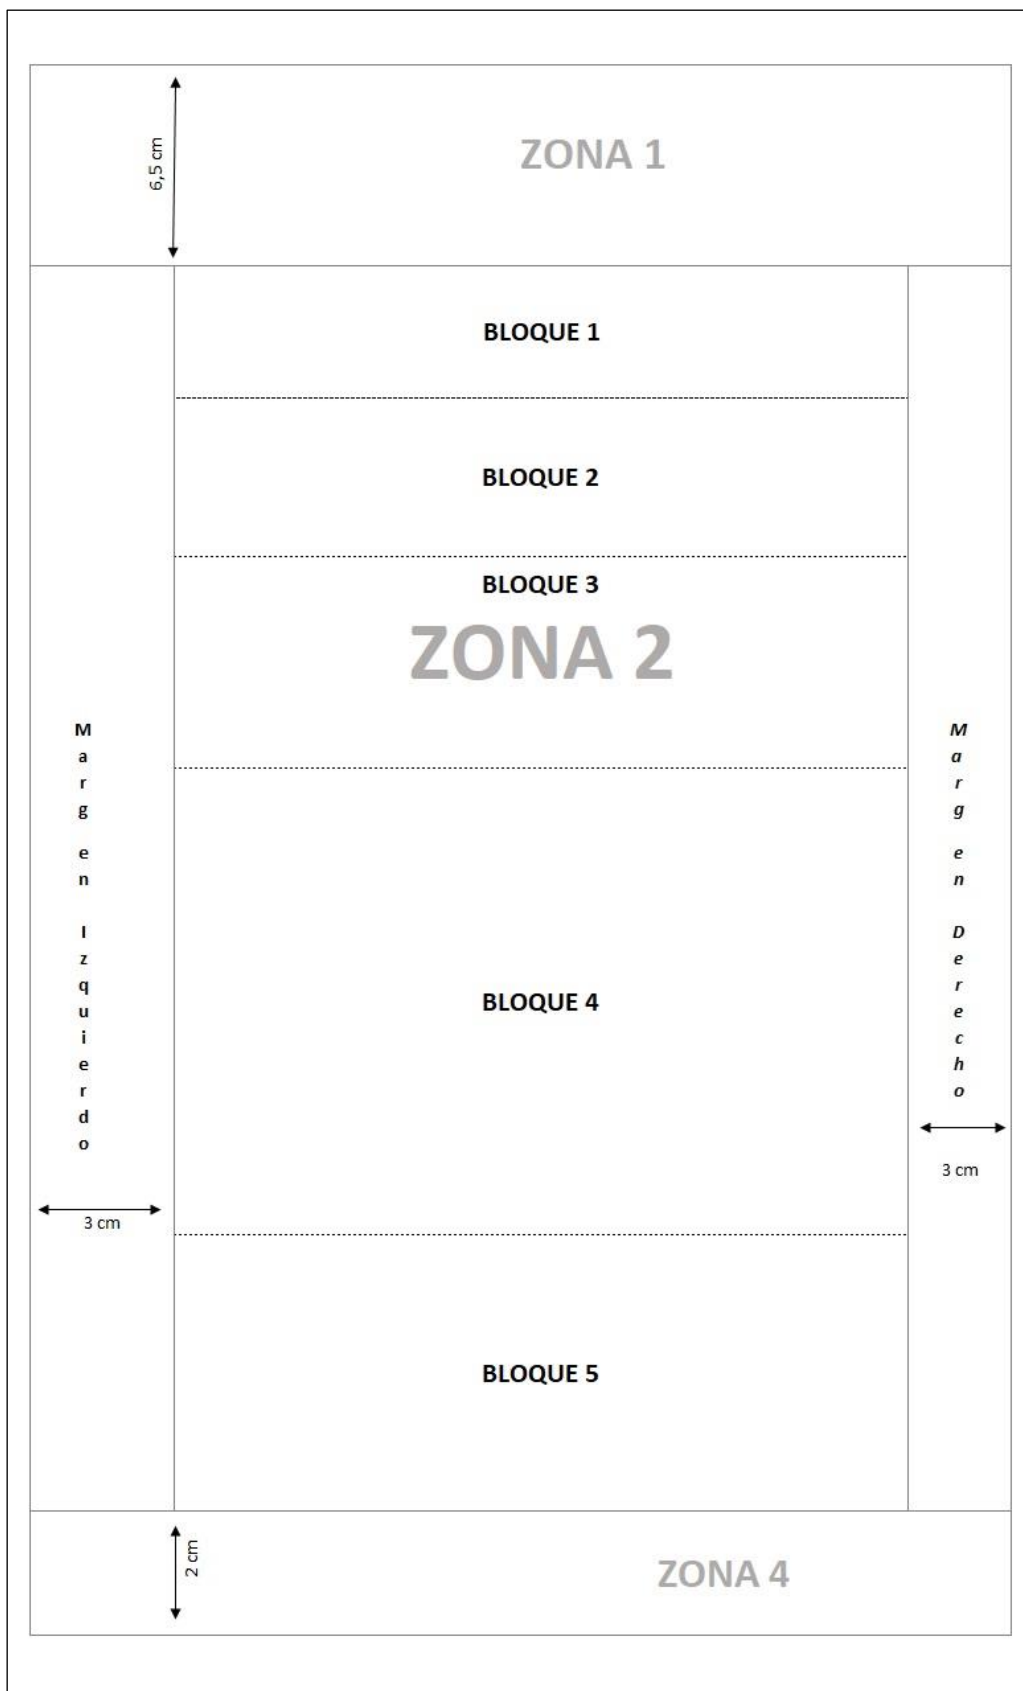 6,5 cm
ZONA 1
BLOQUE 1
BLOQUE 2
BLOQUE 3
ZONA 2
Margen Izquierdo
Margen Derecho
BLOQUE 4
3 cm
3 cm
BLOQUE 5
2 cm
ZONA 4